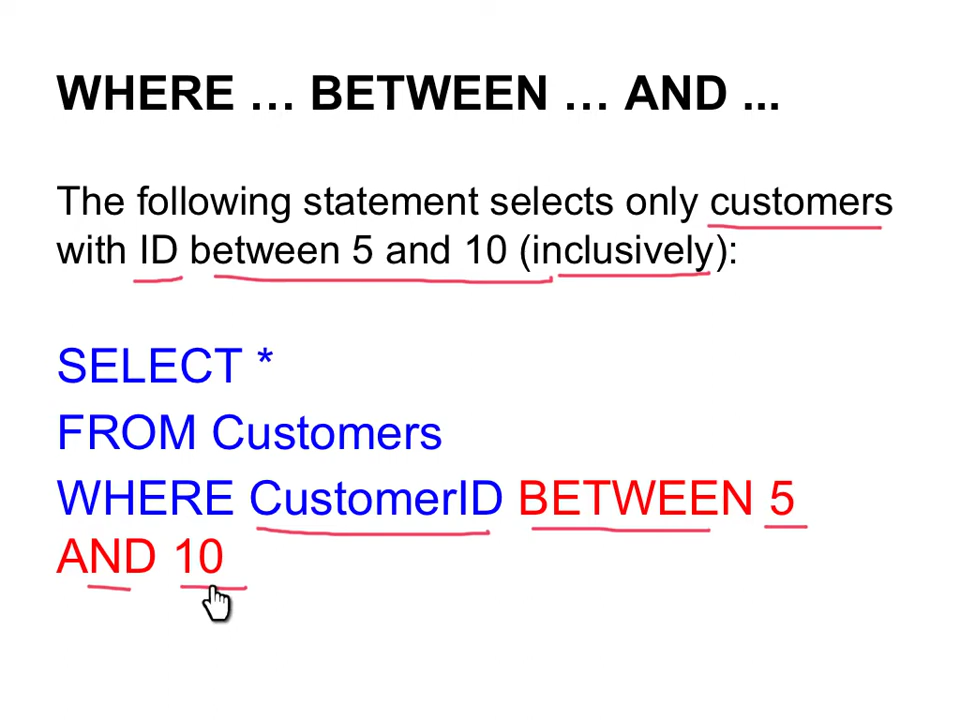 WHERE … BETWEEN … AND ...
The following statement selects only customers
with ID between 5 and 10 (inclusively):
SELECT *
FROM Customers
WHERE CustomerID BETWEEN 5
AND 10